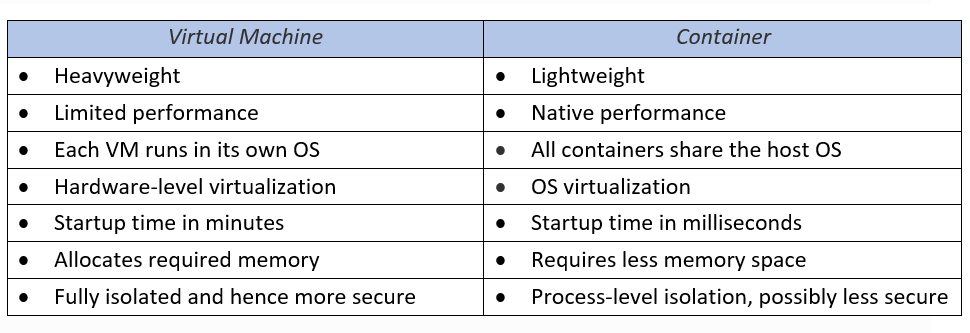 Virtual Machine Container
• Heavyweight • Lightweight
• Limited performance • Native performance
• Each VM runs in its own OS • All containers share the host OS
• Hardware-level virtualization • OS virtualization
• Startup time in minutes • Startup time in milliseconds
• Allocates required memory • Requires less memory space
• Fully isolated and hence more secure • Process-level isolation, possibly less secure